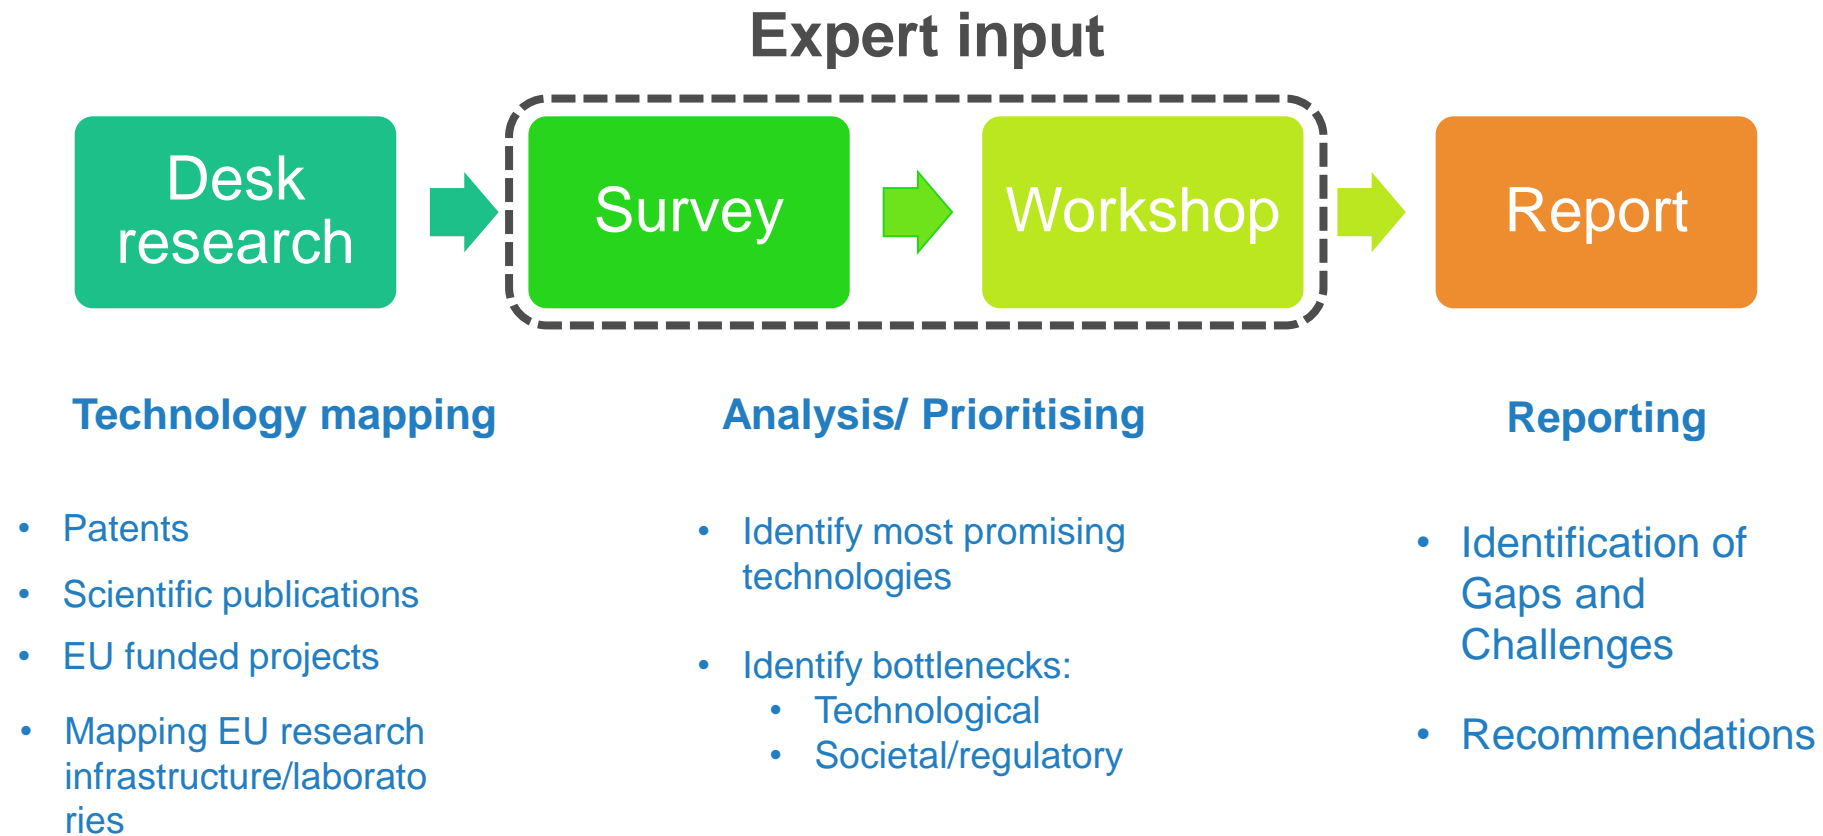 Expert input
Desk
research
Survey
Workshop
Report
Technology mapping
• Patents
• Scientific publications
• EU funded projects
• Mapping EU research
infrastructure/laborato
ries
Analysis/ Prioritising
• Identify most promising
technologies
• Identify bottlenecks:
• Technological
• Societal/regulatory
Reporting
• Identification of
Gaps and
Challenges
• Recommendations